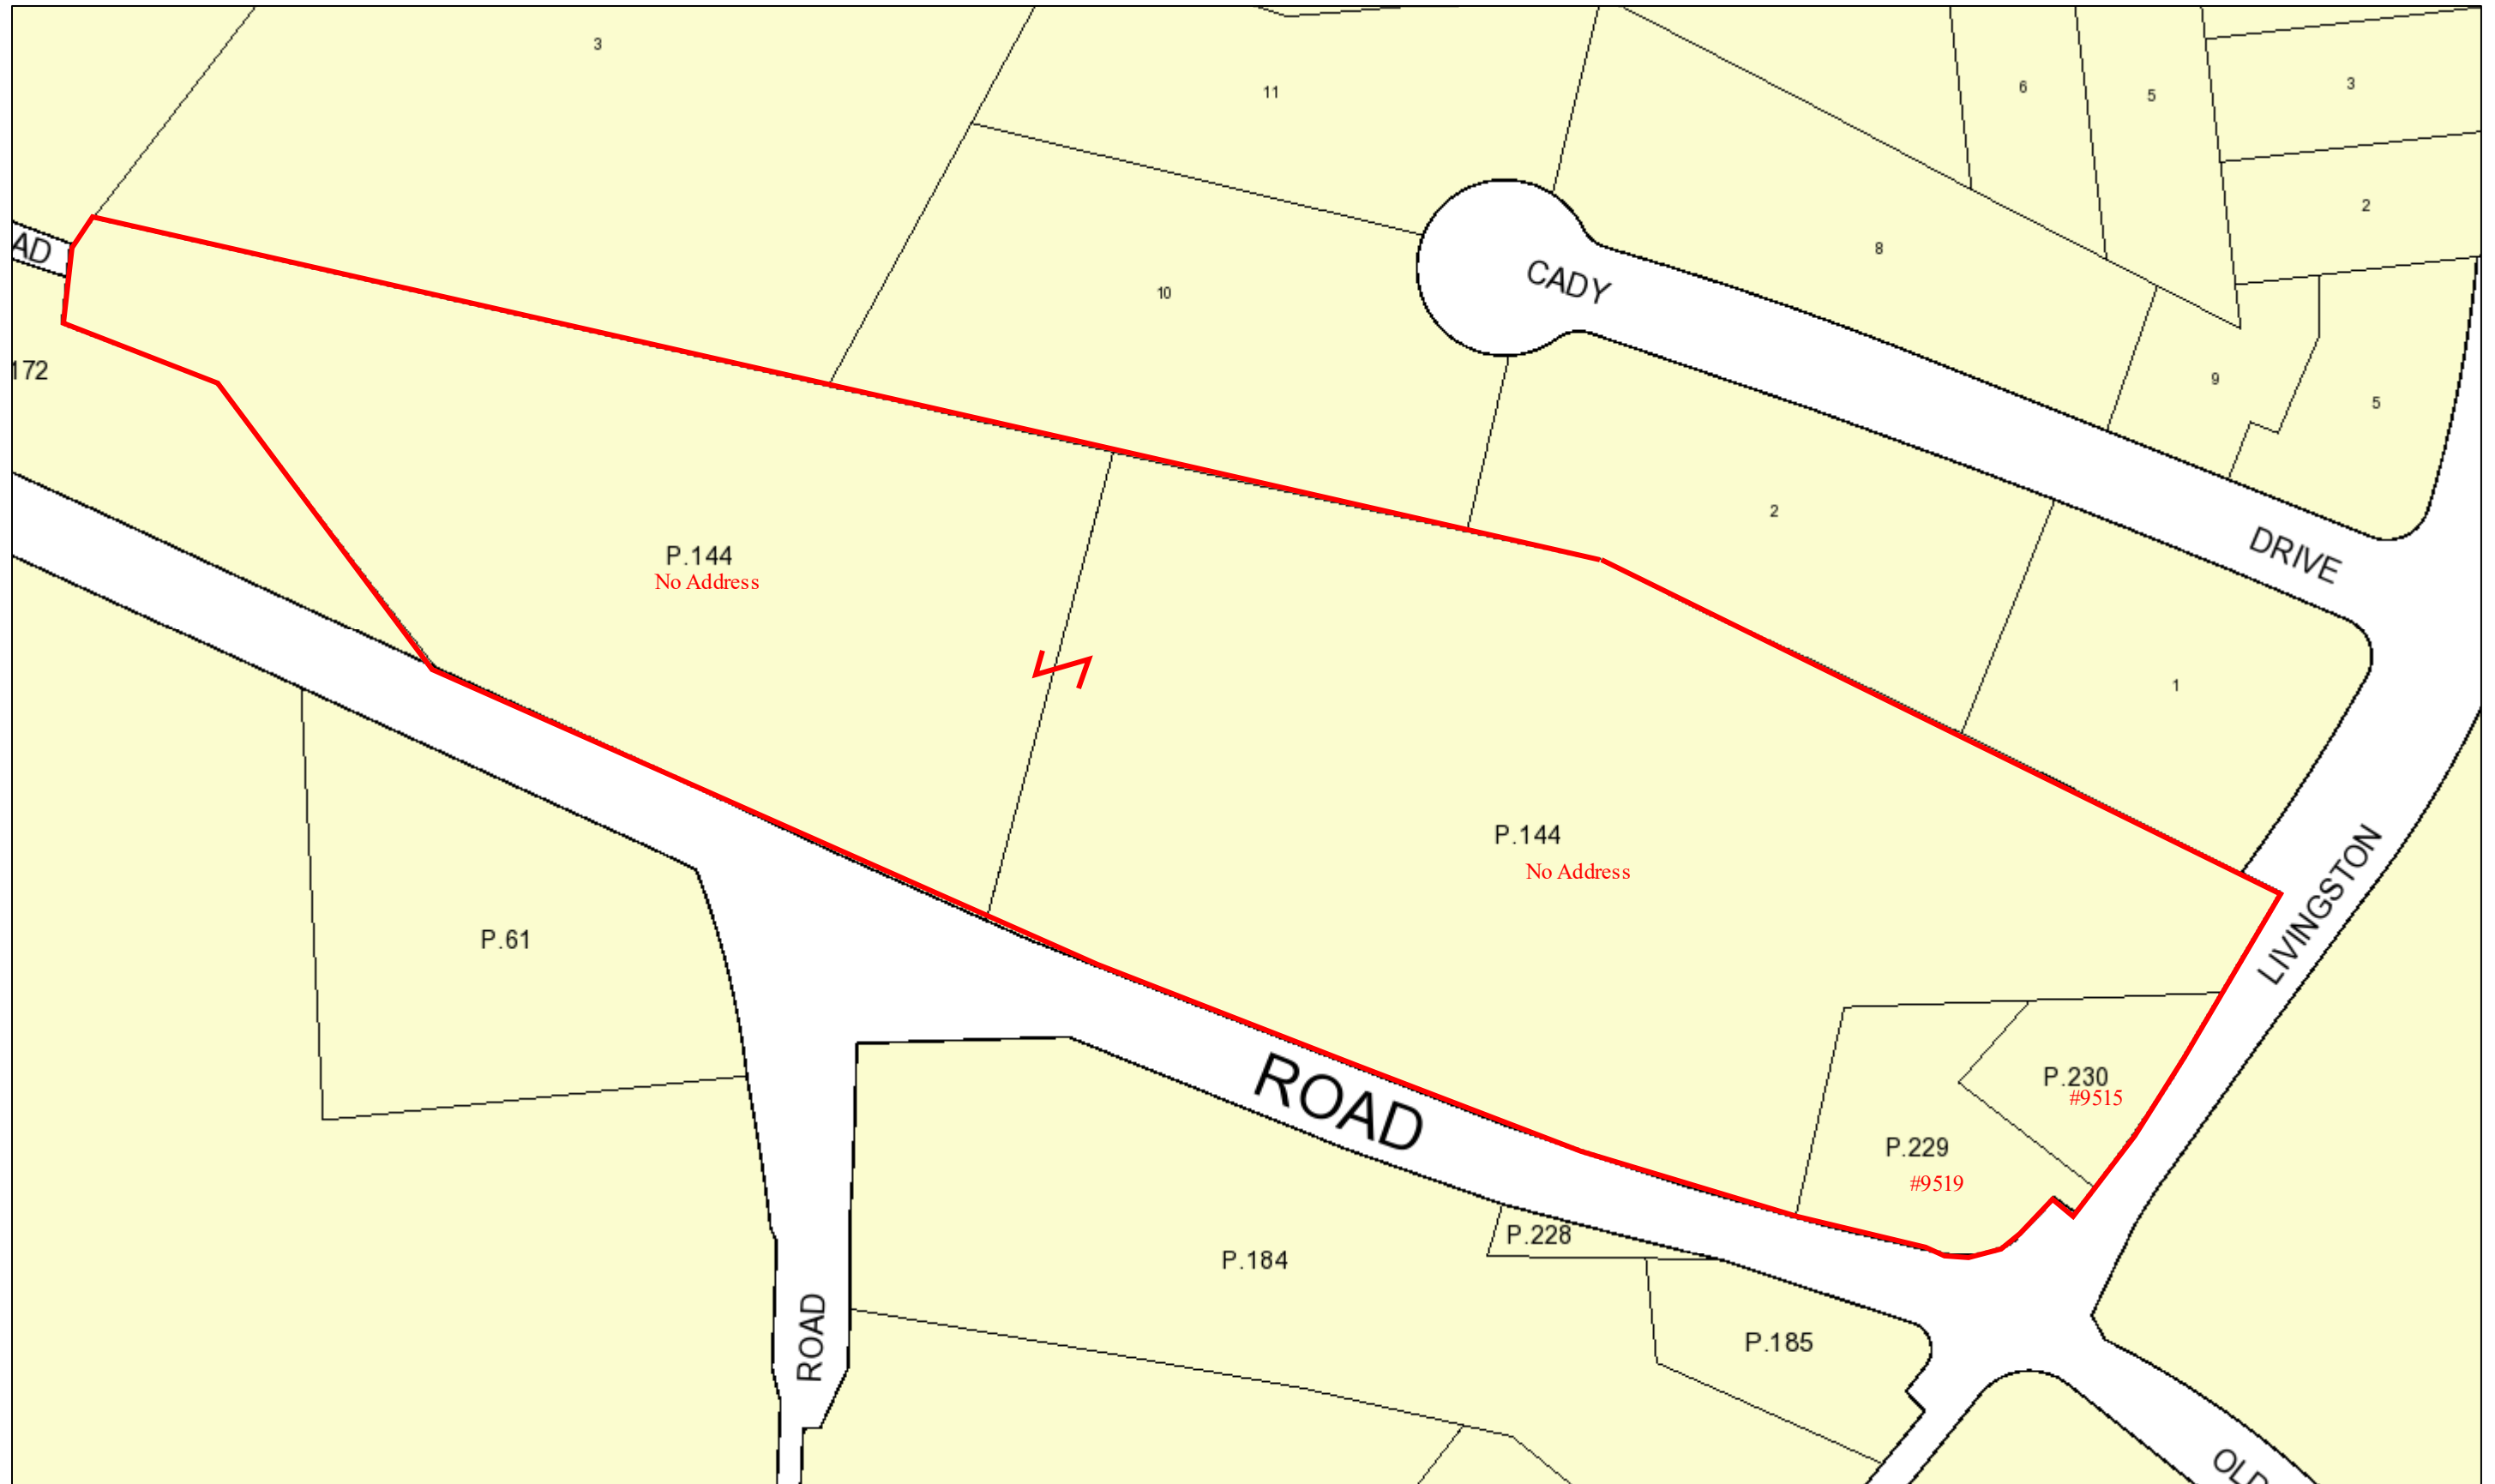 3
11
6
5
3
2
8
AD
CADY
10
172
9
5
2
DRIVE
P.144
No Address
1
P.144
No Address
LIVINGSTON
P.61
ROAD
P.230
#9515
P.229
#9519
P.228
P.184
ROAD
P.185
OLD